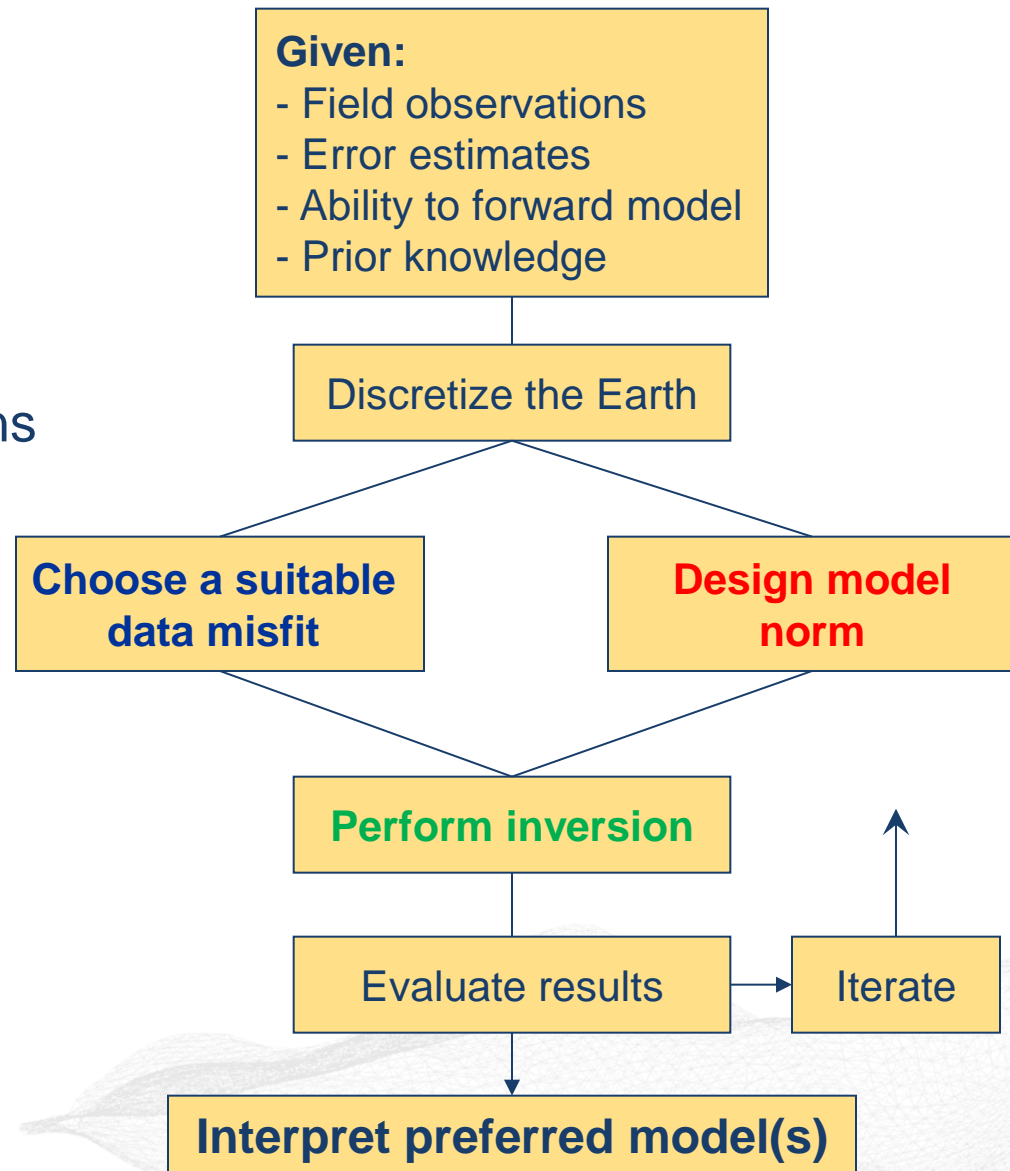 Given:
- Field observations
- Error estimates
- Ability to forward model
- Prior knowledge
Discretize the Earth
ns
Choose a suitable
data misfit
Design model
norm
Perform inversion
Evaluate results
Iterate
Interpret preferred model(s)